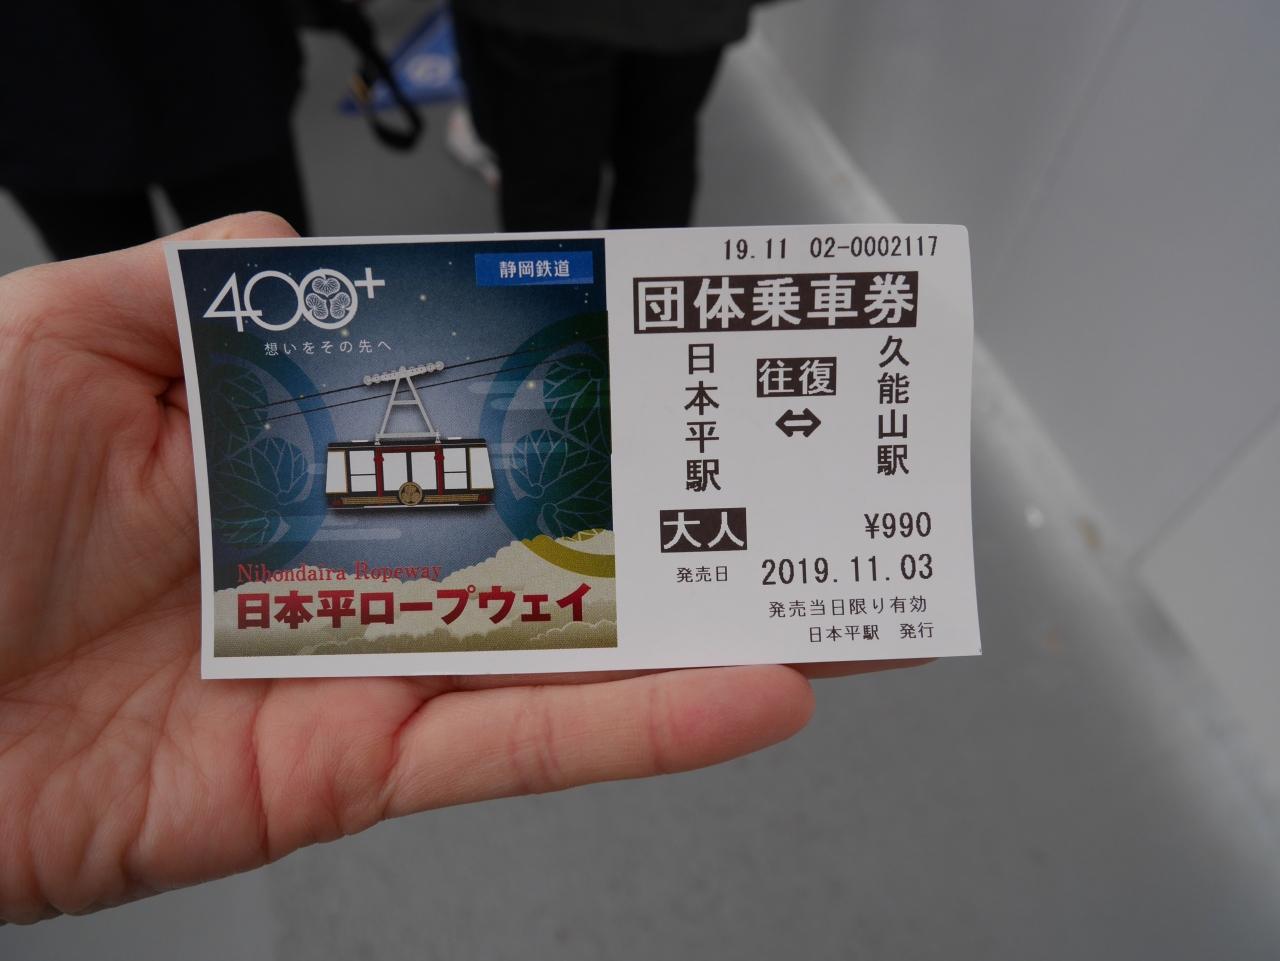 400+
想いをその先へ
静岡鉄道
Nihondaira Ropeway
日本平ロープウェイ
19.11 02-0002117
団体乗車券
日本平駅
往復
⇔
久能山駅
大人 ¥990
発売日 2019.11.03
発売当日限り有効
日本平駅 発行